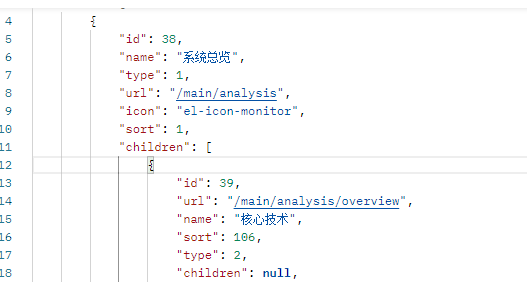 4 {
5 "id": 38,
6 "name": "系统总览",
7 "type": 1,
8 "url": "/main/analysis",
9 "icon": "el-icon-monitor",
10 "sort": 1,
11 "children": [
12 {
13 "id": 39,
14 "url": "/main/analysis/overview",
15 "name": "核心技术",
16 "sort": 106,
17 "type": 2,
18 "children": null,